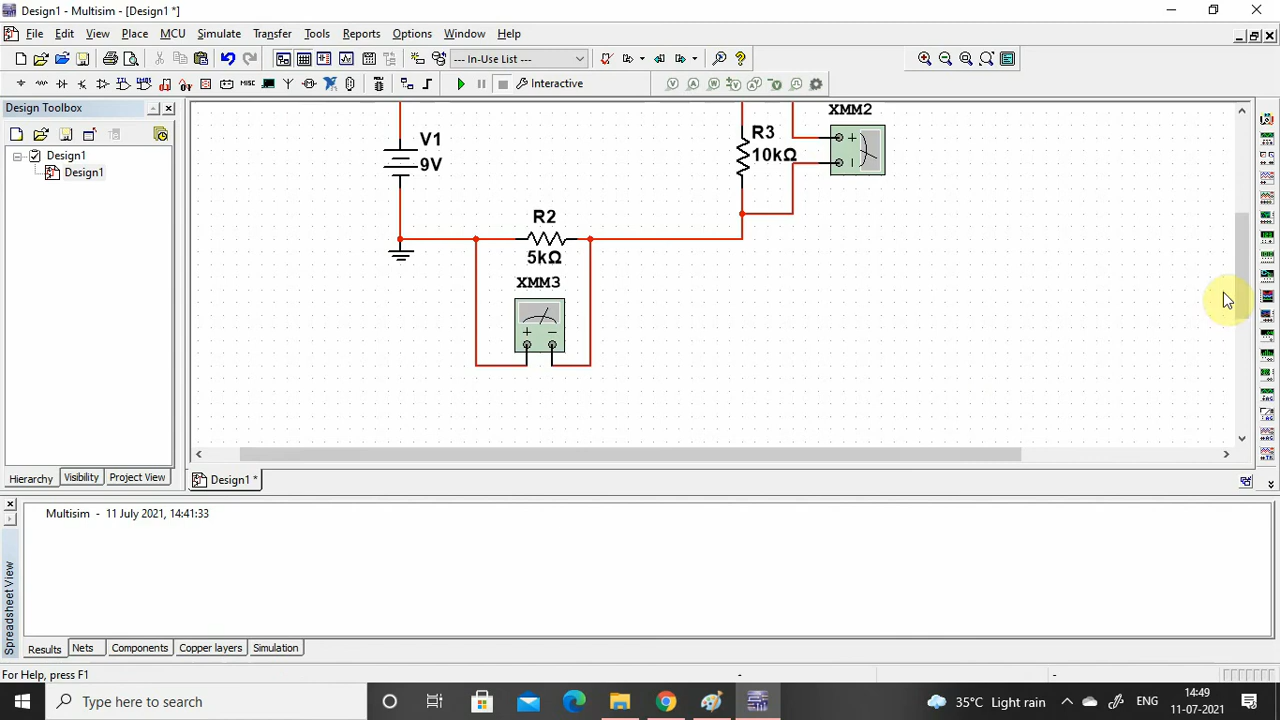 Design1 - Multisim - [Design1 *]
File Edit View Place MCU Simulate Transfer Tools Reports Options Window Help
--- In-Use List ---
Interactive
Design Toolbox
Design1
Design1
Hierarchy Visibility Project View
V1
9V
R2
5kΩ
XMM3
+ −
R3
10kΩ
XMM2
+
Design1 *
Multisim - 11 July 2021, 14:41:33
Spreadsheet View
Results Nets Components Copper layers Simulation
For Help, press F1
- -
Type here to search
35°C Light rain
ENG
14:49
11-07-2021